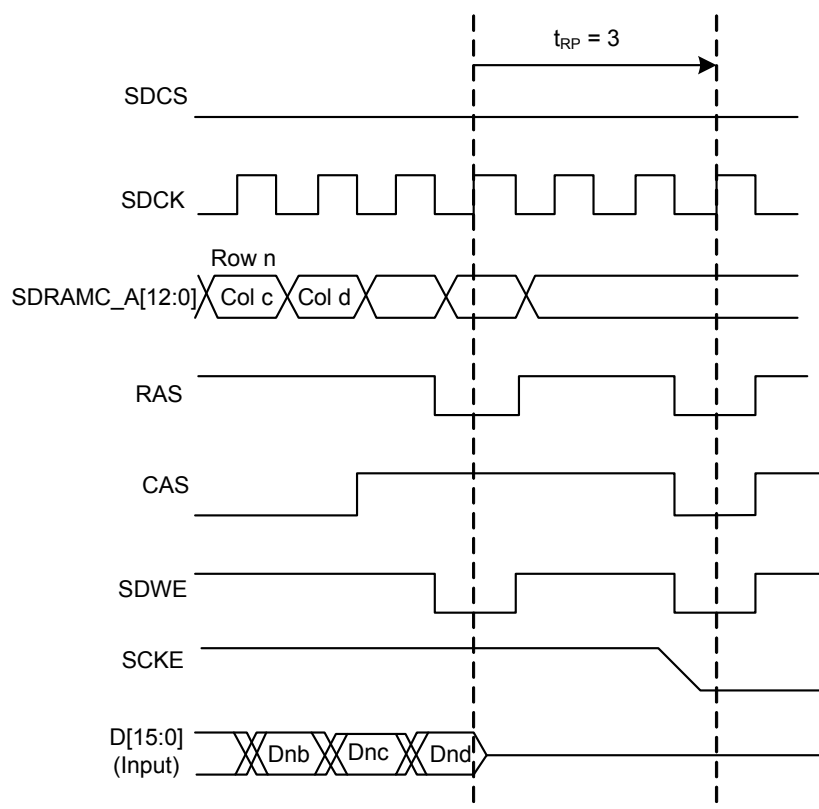 t_RP = 3
SDCS
SDCK
Row n
SDRAMC_A[12:0]
Col c
Col d
RAS
CAS
SDWE
SCKE
D[15:0]
(Input)
Dnb
Dnc
Dnd